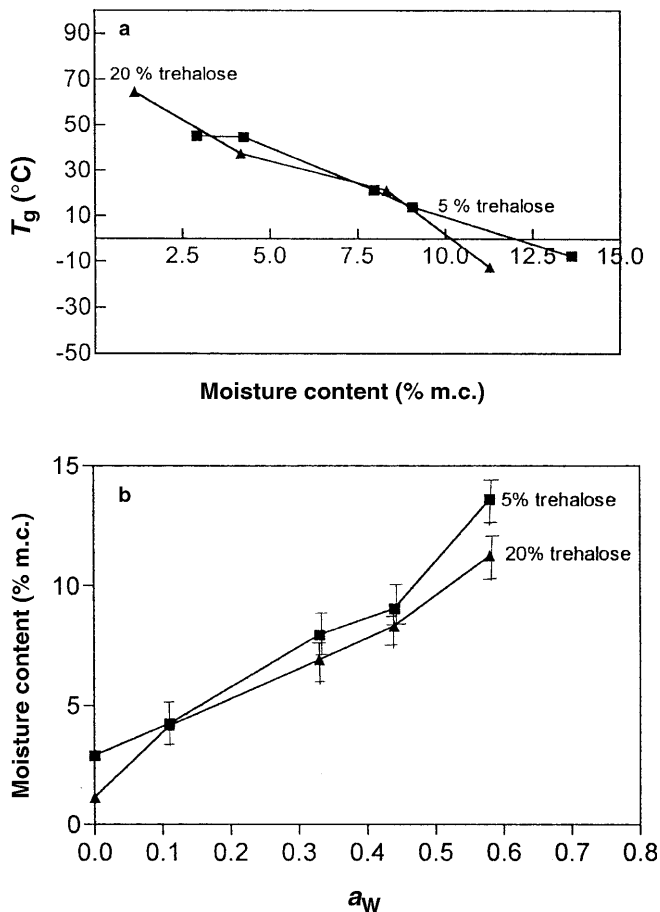 a
90
70
50
30
10
-10
-30
-50
Tg (°C)
20 % trehalose
5 % trehalose
2.5 5.0 7.5 10.0 12.5 15.0
Moisture content (% m.c.)
b
15
10
5
0
Moisture content (% m.c.)
5% trehalose
20% trehalose
0.0 0.1 0.2 0.3 0.4 0.5 0.6 0.7 0.8
aW